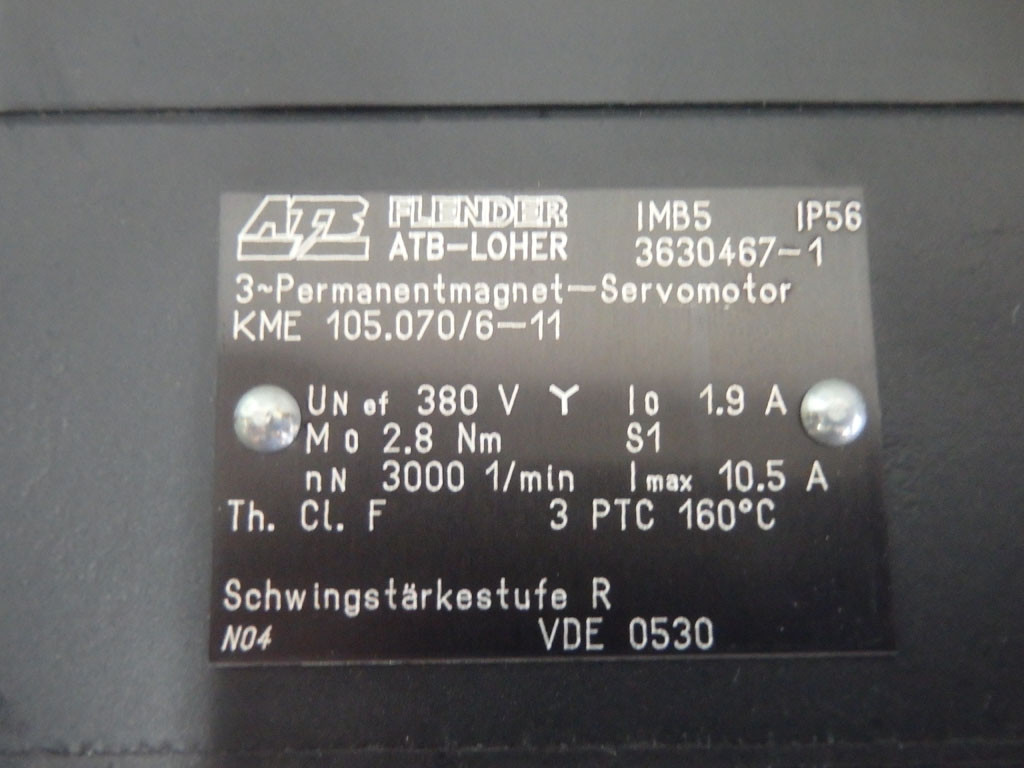 ATB FLENDER IMB5 IP56
ATB-LOHER 3630467-1
3~Permanentmagnet-Servomotor
KME 105.070/6-11
UN ef 380 V Y I0 1.9 A
M0 2.8 Nm S1
nN 3000 1/min Imax 10.5 A
Th. Cl. F 3 PTC 160°C
Schwingstärkestufe R
N04 VDE 0530